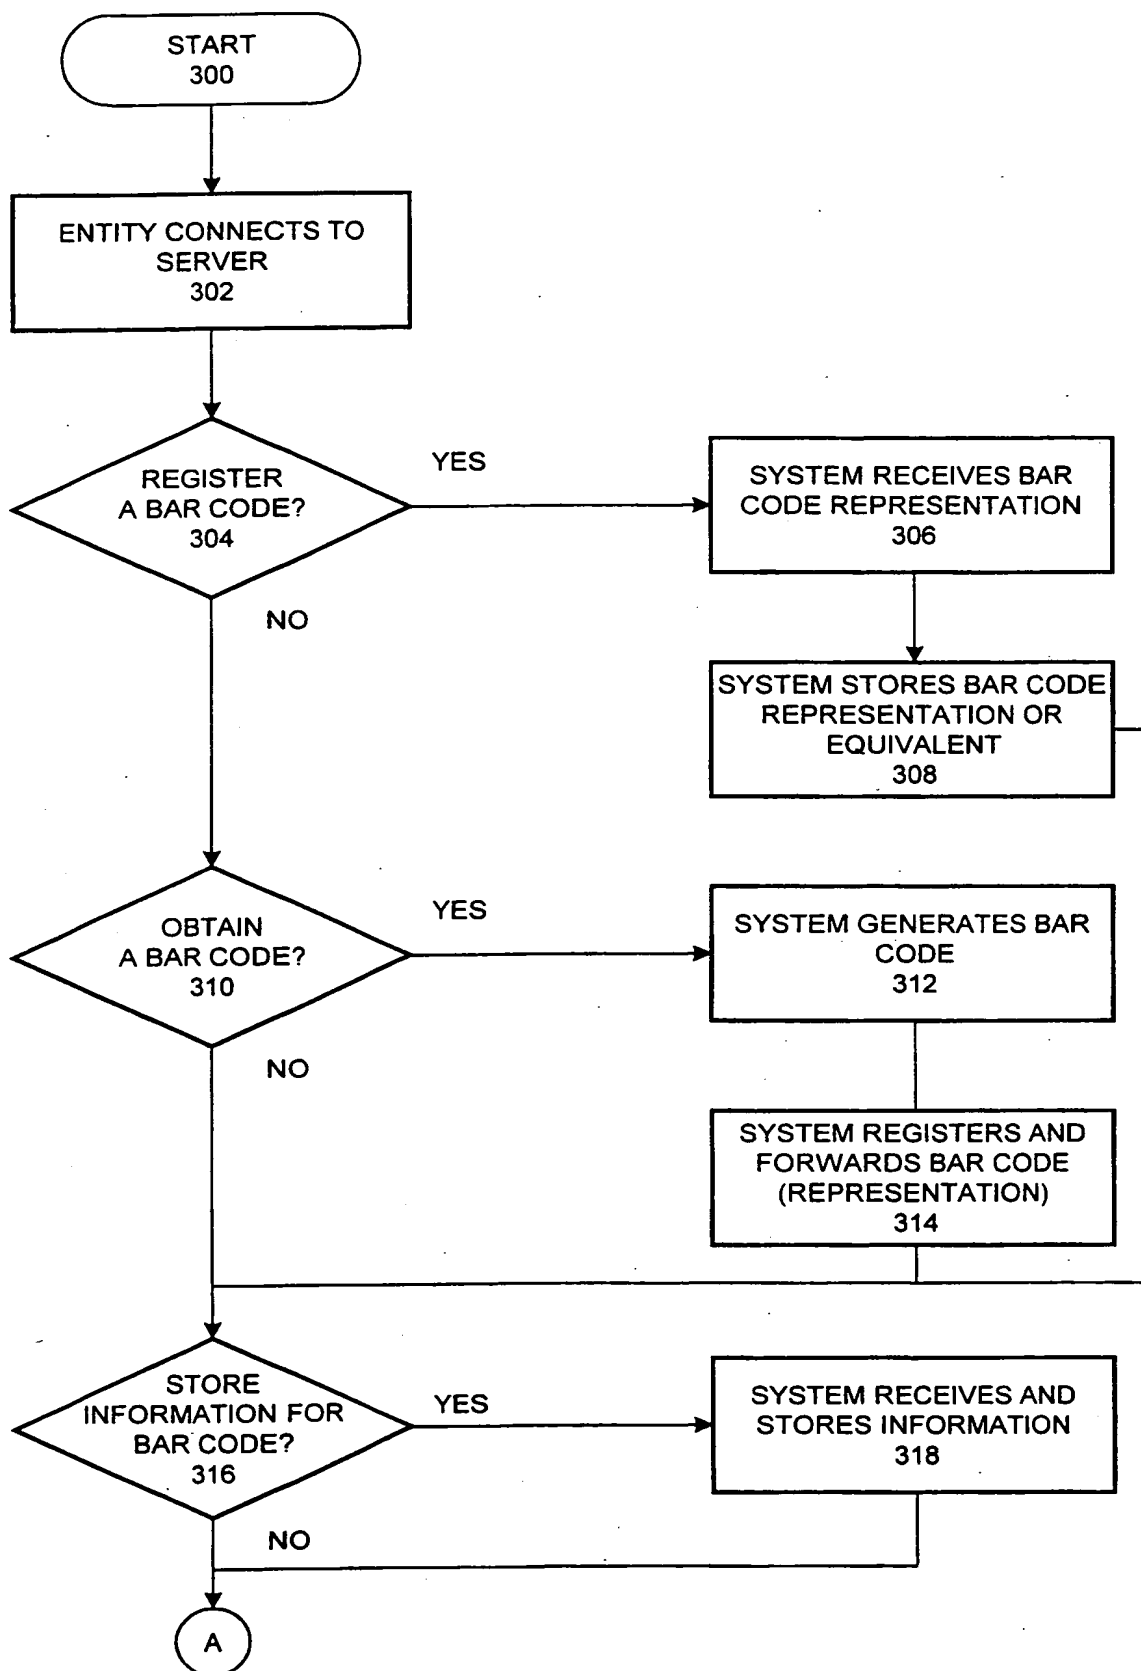 START
300
ENTITY CONNECTS TO
SERVER
302
REGISTER
A BAR CODE?
304
YES
NO
SYSTEM RECEIVES BAR
CODE REPRESENTATION
306
SYSTEM STORES BAR CODE
REPRESENTATION OR
EQUIVALENT
308
OBTAIN
A BAR CODE?
310
YES
NO
SYSTEM GENERATES BAR
CODE
312
SYSTEM REGISTERS AND
FORWARDS BAR CODE
(REPRESENTATION)
314
STORE
INFORMATION FOR
BAR CODE?
316
YES
NO
SYSTEM RECEIVES AND
STORES INFORMATION
318
A